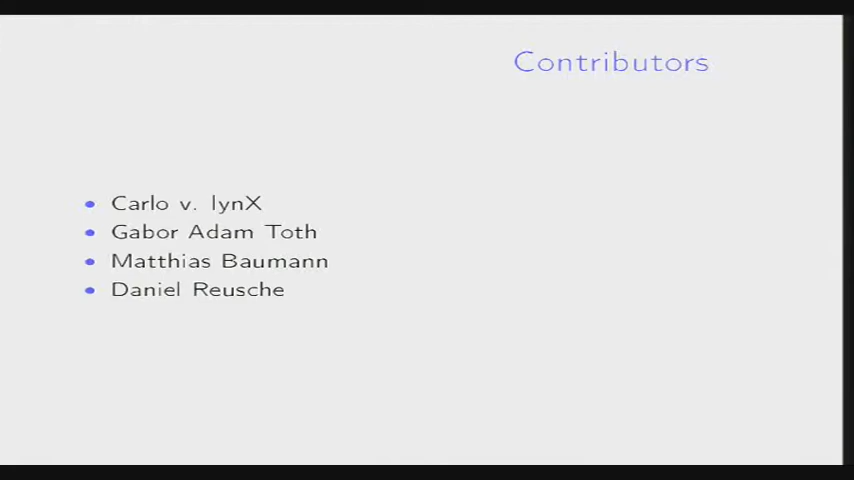 Contributors
• Carlo v. lynX
• Gabor Adam Toth
• Matthias Baumann
• Daniel Reusche